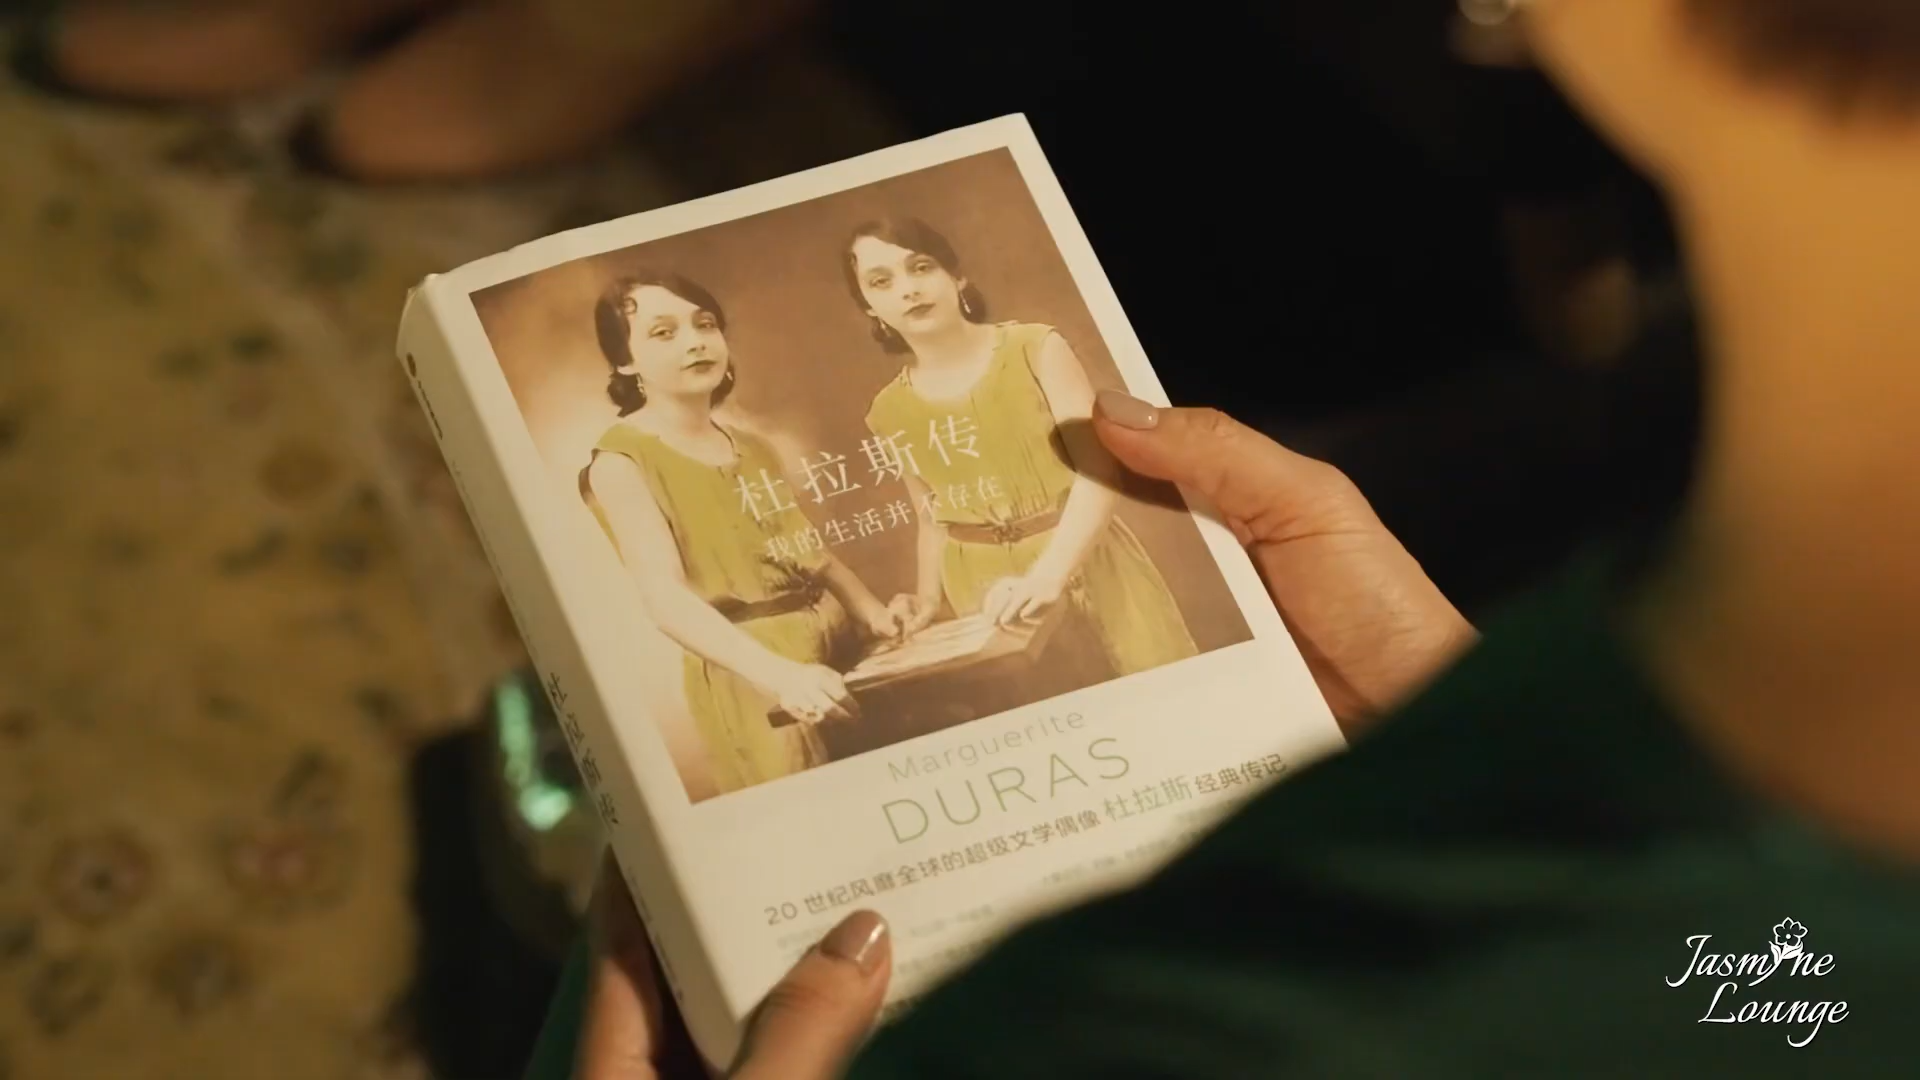 杜拉斯传
我的生活并不存在
Marguerite
DURAS
20世纪风靡全球的超级文学偶像 杜拉斯 经典传记
杜拉斯传
Jasmine
Lounge